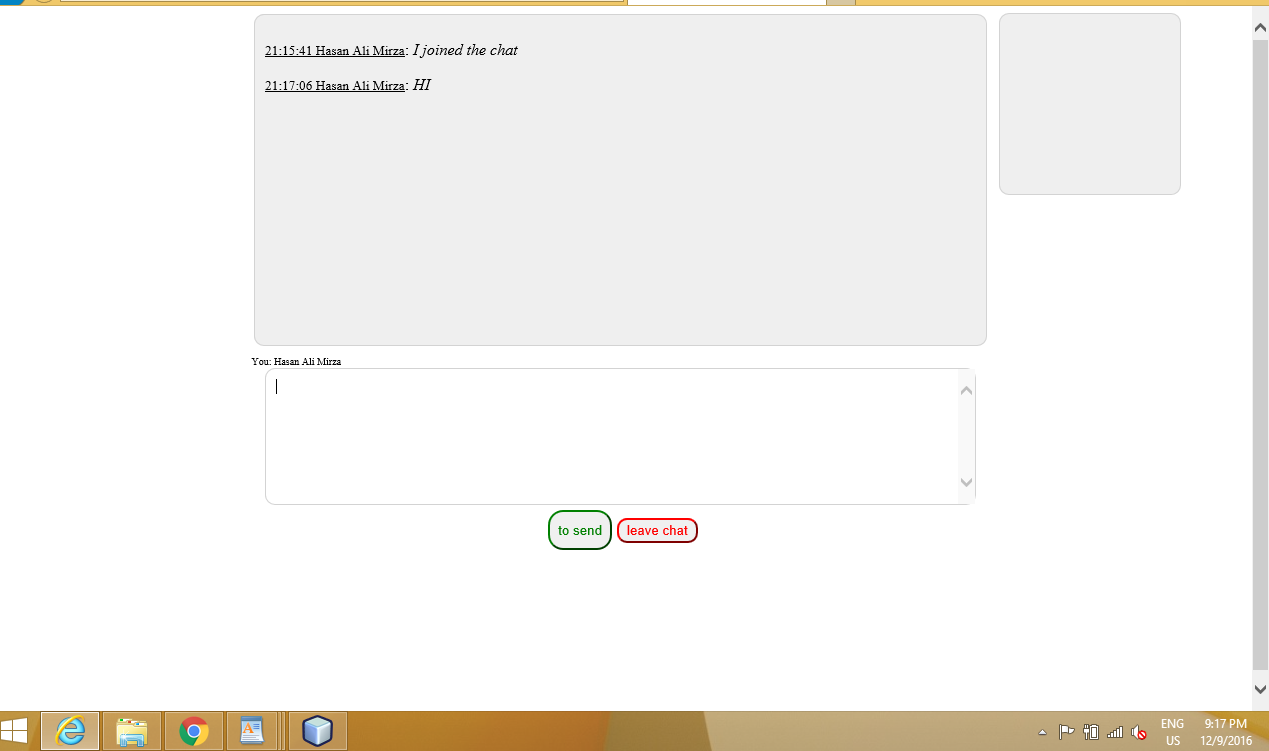 21:15:41 Hasan Ali Mirza: I joined the chat
21:17:06 Hasan Ali Mirza: HI
You: Hasan Ali Mirza
to send
leave chat
ENG
US
9:17 PM
12/9/2016